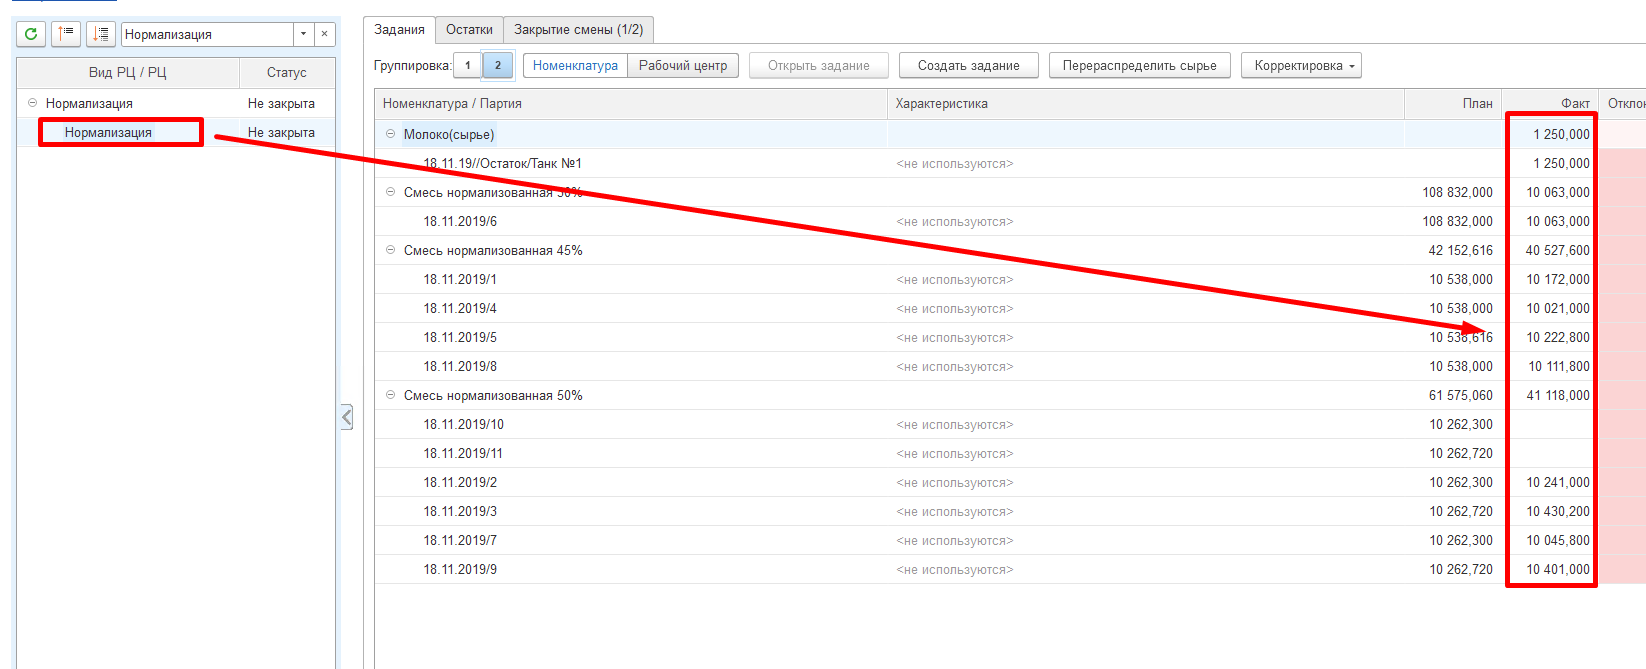 Нормализация
Вид РЦ / РЦ Статус
Нормализация Не закрыта
Нормализация Не закрыта
Задания Остатки Закрытие смены (1/2)
Группировка: 1 2 Номенклатура Рабочий центр Открыть задание Создать задание Перераспределить сырье Корректировка
Номенклатура / Партия Характеристика План Факт Отклон
Молоко(сырье) 1 250,000
18.11.19//Остаток/Танк №1 <не используются> 1 250,000
Смесь нормализованная 108 832,000 10 063,000
18.11.2019/6 <не используются> 108 832,000 10 063,000
Смесь нормализованная 45% 42 152,616 40 527,600
18.11.2019/1 <не используются> 10 538,000 10 172,000
18.11.2019/4 <не используются> 10 538,000 10 021,000
18.11.2019/5 <не используются> 10 538,616 10 222,800
18.11.2019/8 <не используются> 10 538,000 10 111,800
Смесь нормализованная 50% 61 575,060 41 118,000
18.11.2019/10 <не используются> 10 262,300
18.11.2019/11 <не используются> 10 262,720
18.11.2019/2 <не используются> 10 262,300 10 241,000
18.11.2019/3 <не используются> 10 262,720 10 430,200
18.11.2019/7 <не используются> 10 262,300 10 045,800
18.11.2019/9 <не используются> 10 262,720 10 401,000